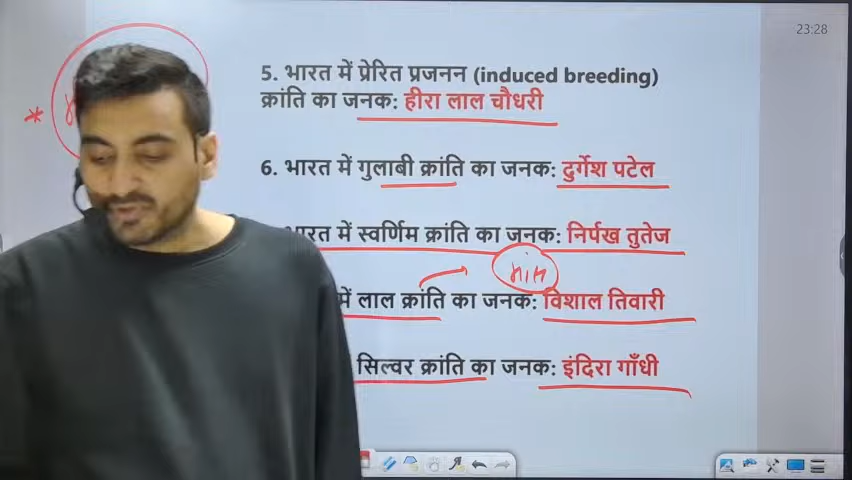 23:28
5. भारत में प्रेरित प्रजनन (induced breeding)
क्रांति का जनक: हीरा लाल चौधरी
6. भारत में गुलाबी क्रांति का जनक: दुर्गेश पटेल
भारत में स्वर्णिम क्रांति का जनक: निर्पख तुतेज
मांस
में लाल क्रांति का जनक: विशाल तिवारी
सिल्वर क्रांति का जनक: इंदिरा गाँधी